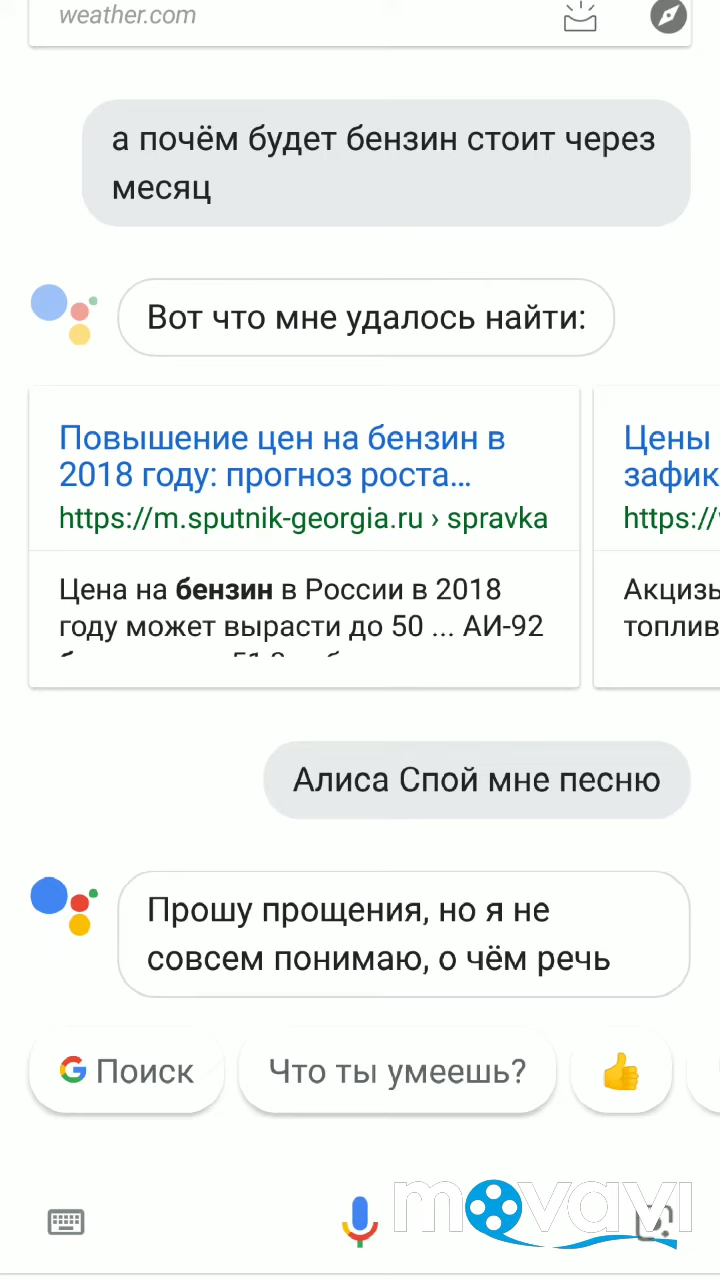 weather.com
а почём будет бензин стоит через
месяц
Вот что мне удалось найти:
Повышение цен на бензин в
2018 году: прогноз роста...
https://m.sputnik-georgia.ru › spravka
Цена на бензин в России в 2018
году может вырасти до 50 ... АИ-92
Цены
зафик
https://
Акцизы
топлив
Алиса Спой мне песню
Прошу прощения, но я не
совсем понимаю, о чём речь
Поиск
Что ты умеешь?
movavi